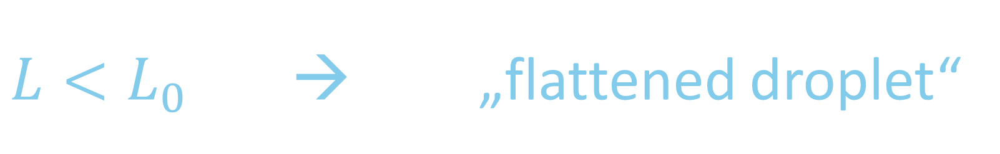 L < L₀ → „flattened droplet“